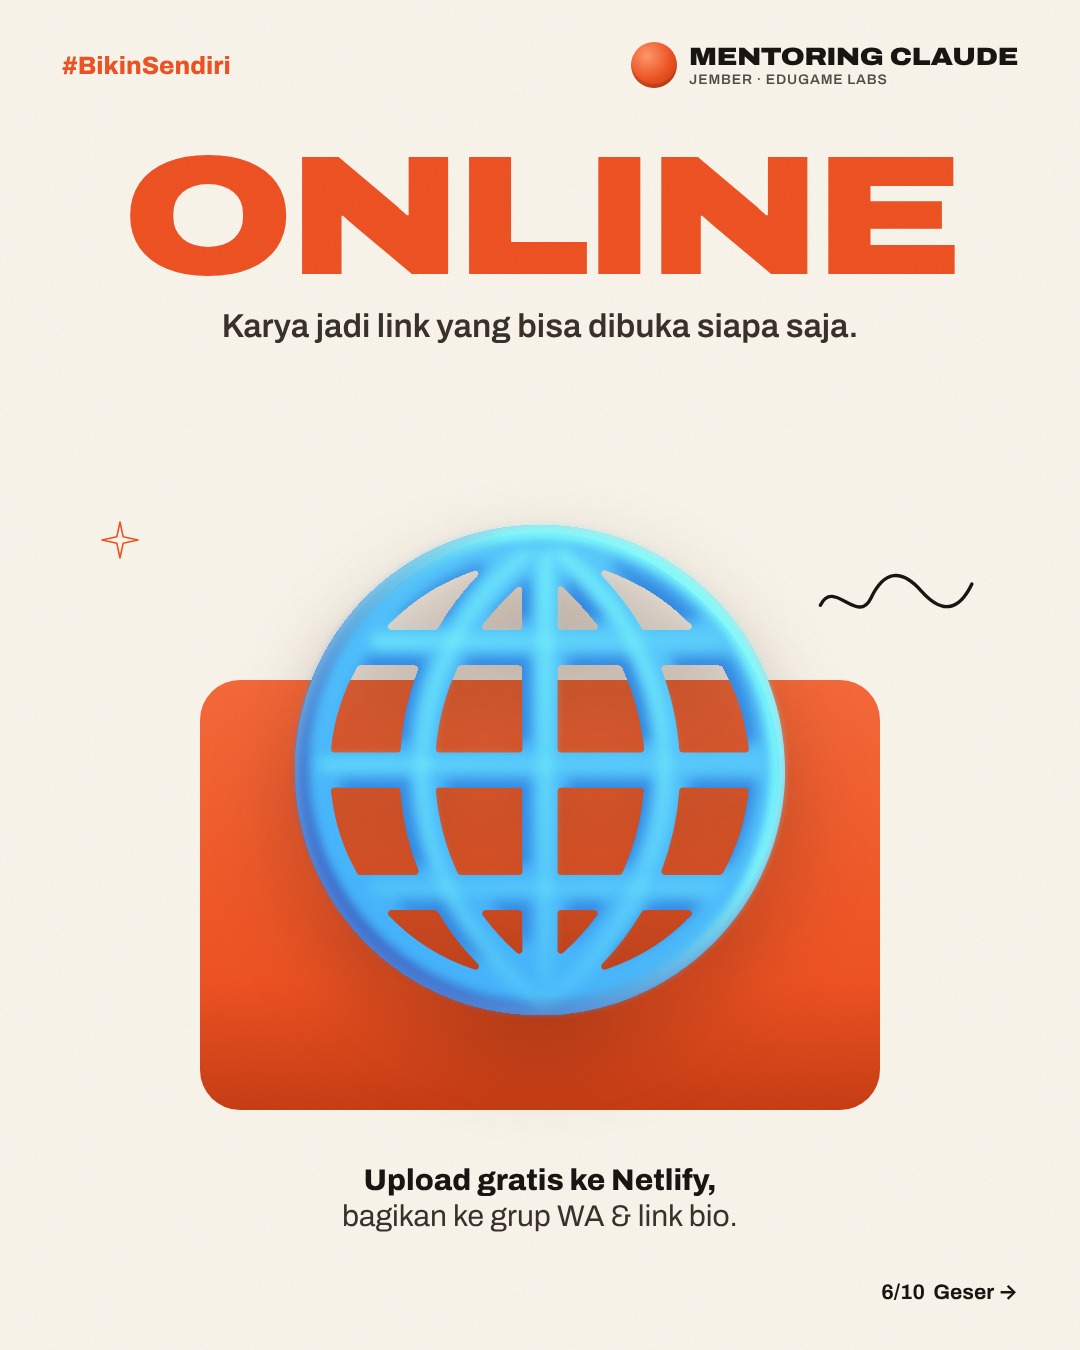 #BikinSendiri
MENTORING CLAUDE
JEMBER · EDUGAME LABS
ONLINE
Karya jadi link yang bisa dibuka siapa saja.
Upload gratis ke Netlify,
bagikan ke grup WA & link bio.
6/10 Geser →